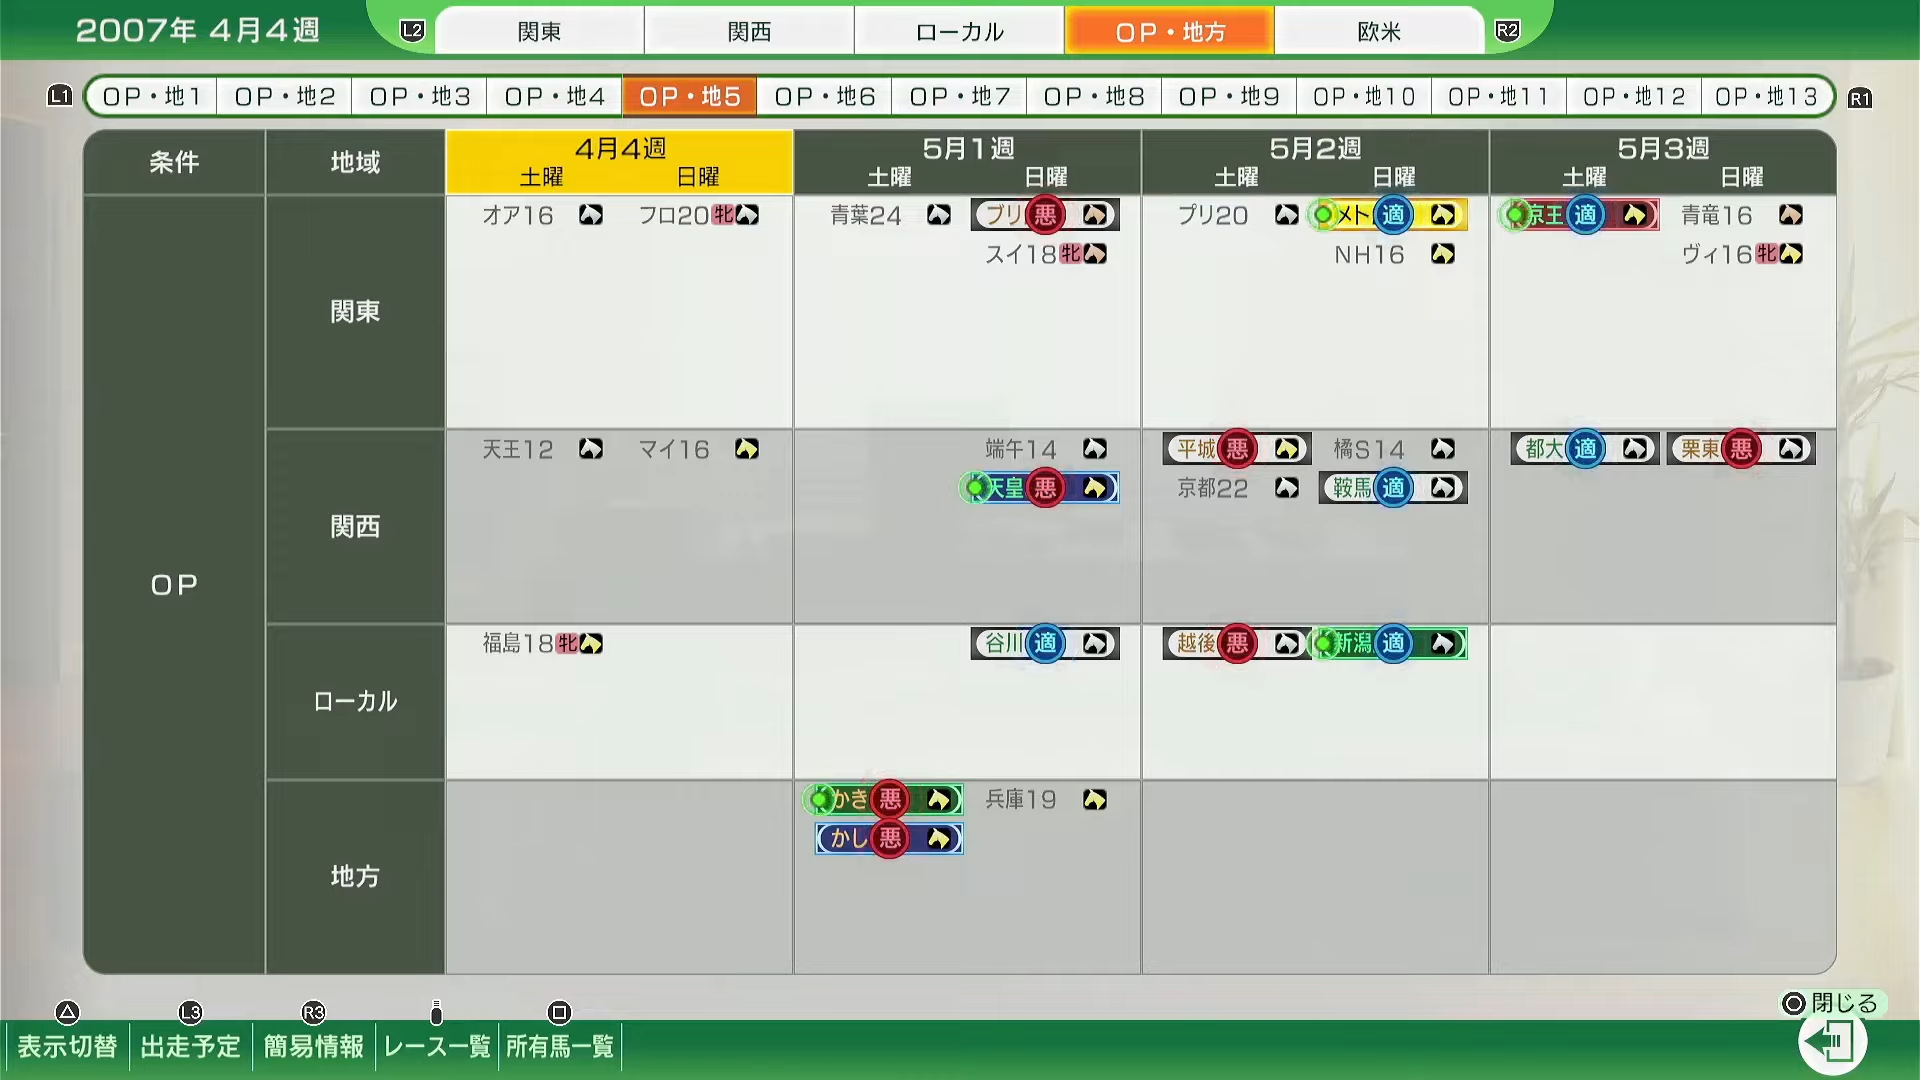 2007年 4月4週
L2 関東 関西 ローカル OP・地方 欧米 R2
L1 OP・地1 OP・地2 OP・地3 OP・地4 OP・地5 OP・地6 OP・地7 OP・地8 OP・地9 OP・地10 OP・地11 OP・地12 OP・地13 R1
条件 地域 4月4週 5月1週 5月2週 5月3週
土曜 日曜 土曜 日曜 土曜 日曜 土曜 日曜
OP
関東
オア16 フロ20牝 青葉24 ブリ 悪 プリ20 メト 適 京王 適 青竜16
スイ18牝 NH16 ヴィ16牝
関西
天王12 マイ16 端午14 平城 悪 橘S14 都大 適 栗東 悪
天皇 悪 京都22 鞍馬 適
ローカル
福島18牝 谷川 適 越後 悪 新潟 適
地方
かき 悪 兵庫19
かし 悪
閉じる
L3 R3
表示切替 出走予定 簡易情報 レース一覧 所有馬一覧